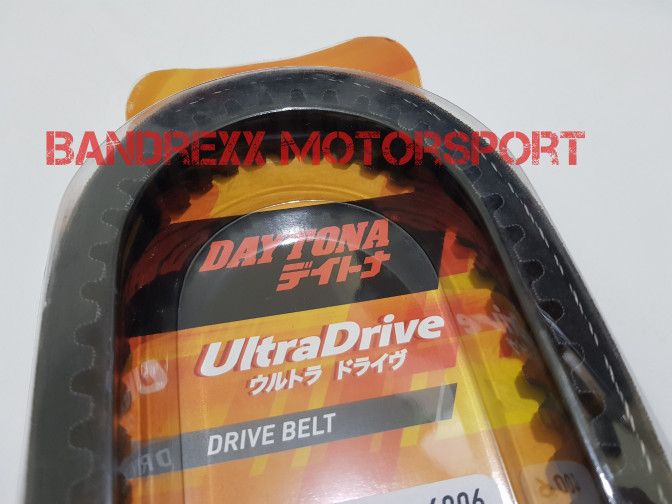 BANDREXX MOTORSPORT
DAYTONA
デイトナ
UltraDrive
ウルトラ ドライヴ
DRIVE BELT